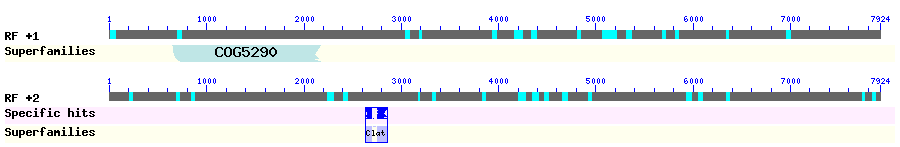 1 1000 2000 3000 4000 5000 6000 7000 7924
RF +1
Superfamilies COG5290
1 1000 2000 3000 4000 5000 6000 7000 7924
RF +2
Specific hits
Superfamilies Clat